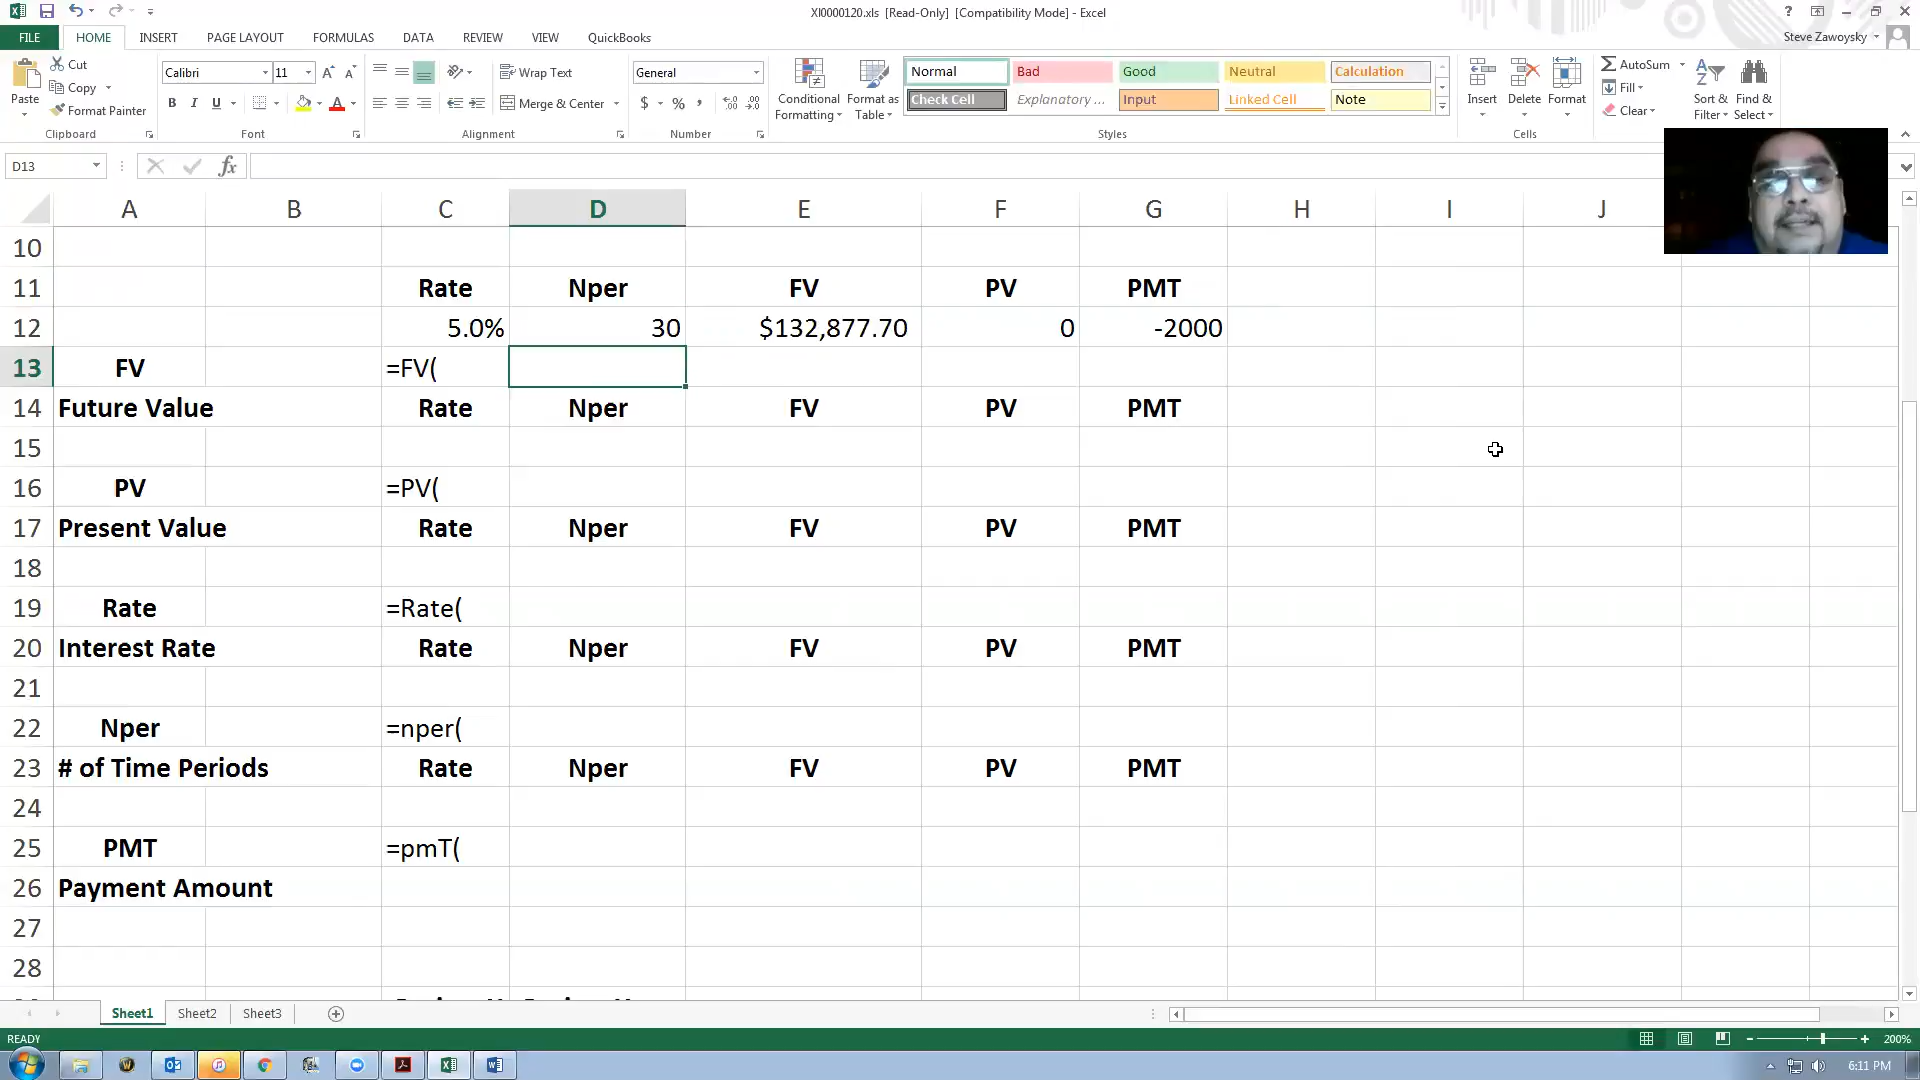 XI0000120.xls [Read-Only] [Compatibility Mode] - Excel
FILE HOME INSERT PAGE LAYOUT FORMULAS DATA REVIEW VIEW QuickBooks
Steve Zawoysky
Paste
Cut
Copy
Format Painter
Clipboard
Calibri 11
B I U
Font
Wrap Text
Merge & Center
Alignment
General
$ %
Number
Conditional Formatting
Format as Table
Normal Bad Good Neutral Calculation
Check Cell Explanatory ... Input Linked Cell Note
Styles
Insert Delete Format
Cells
AutoSum
Fill
Clear
Sort & Filter
Find & Select
D13 fx
A B C D E F G H I J
10
11 Rate Nper FV PV PMT
12 5.0% 30 $132,877.70 0 -2000
13 FV =FV(
14 Future Value Rate Nper FV PV PMT
15
16 PV =PV(
17 Present Value Rate Nper FV PV PMT
18
19 Rate =Rate(
20 Interest Rate Rate Nper FV PV PMT
21
22 Nper =nper(
23 # of Time Periods Rate Nper FV PV PMT
24
25 PMT =pmT(
26 Payment Amount
27
28
Sheet1 Sheet2 Sheet3
READY 200%
6:11 PM